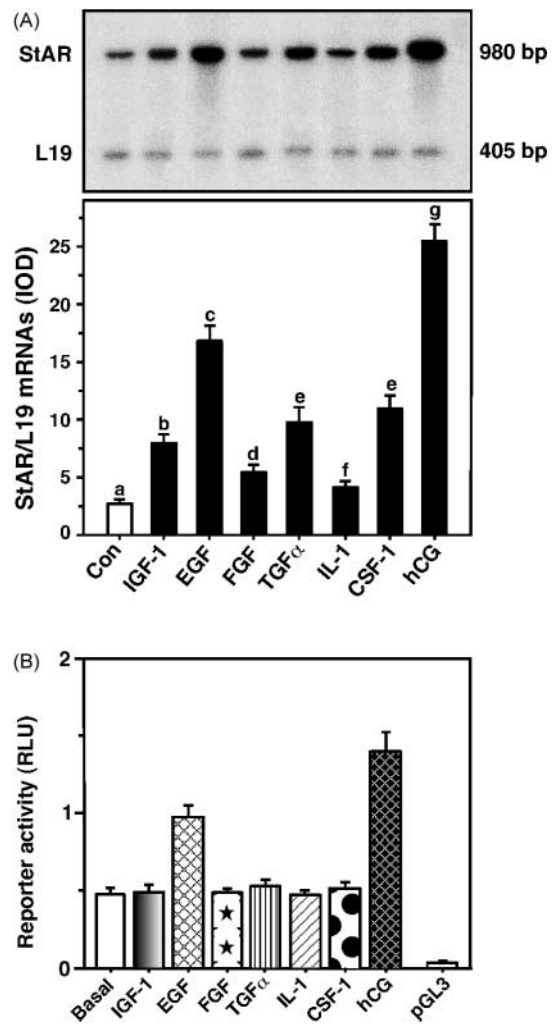 (A)
StAR 980 bp
L19 405 bp
StAR/L19 mRNAs (IOD)
25
20
15
10
5
0
a
b
c
d
e
f
e
g
Con IGF-1 EGF FGF TGFα IL-1 CSF-1 hCG
(B)
Reporter activity (RLU)
2
1
0
Basal IGF-1 EGF FGF TGFα IL-1 CSF-1 hCG pGL3